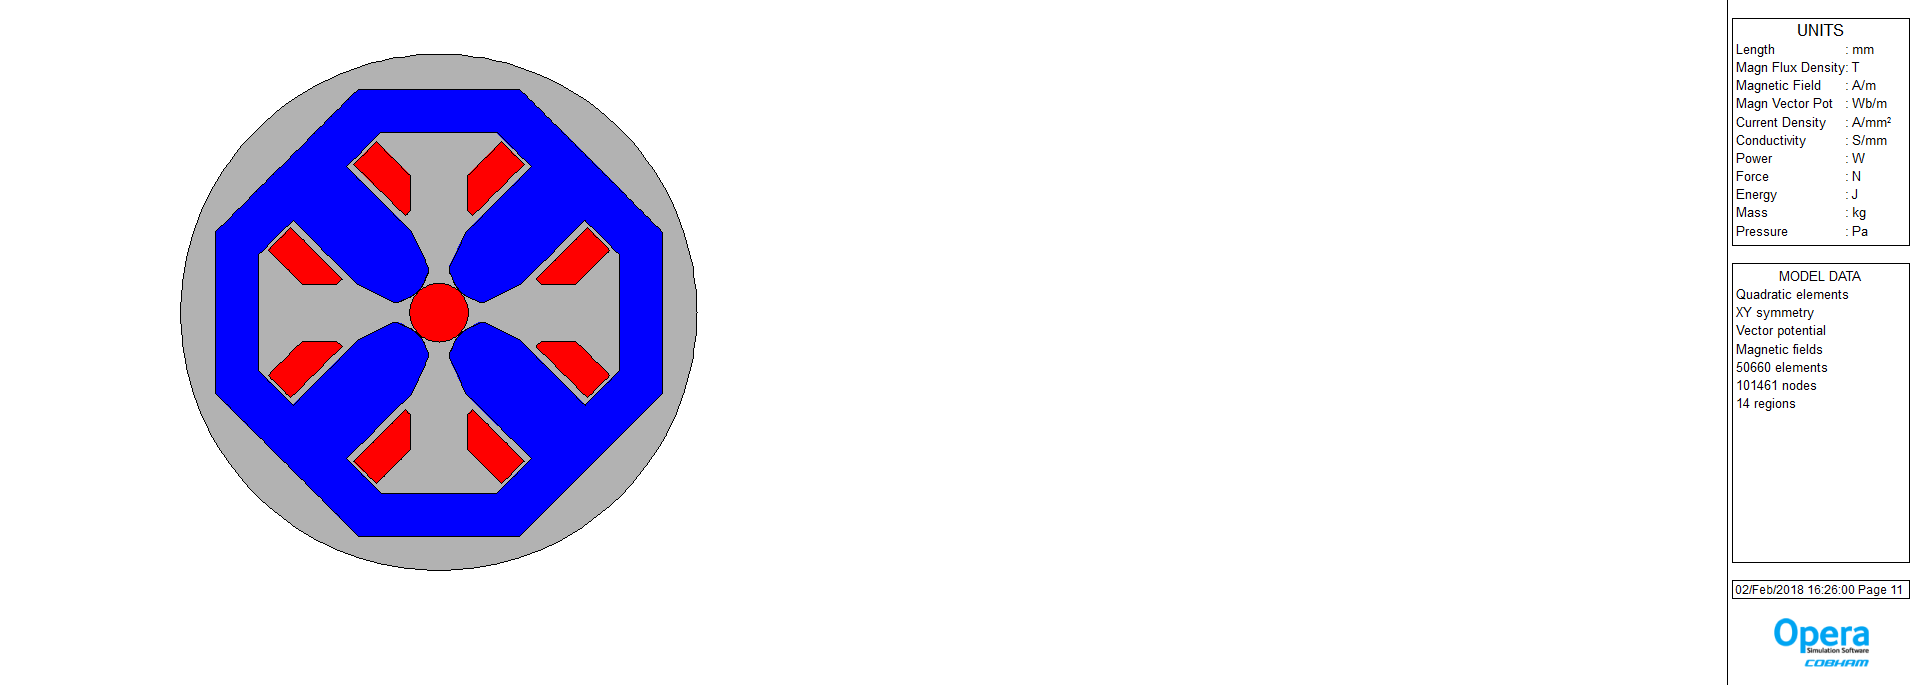 UNITS
Length : mm
Magn Flux Density: T
Magnetic Field : A/m
Magn Vector Pot : Wb/m
Current Density : A/mm²
Conductivity : S/mm
Power : W
Force : N
Energy : J
Mass : kg
Pressure : Pa
MODEL DATA
Quadratic elements
XY symmetry
Vector potential
Magnetic fields
50660 elements
101461 nodes
14 regions
02/Feb/2018 16:26:00 Page 11
Opera
Simulation Software
COBHAM